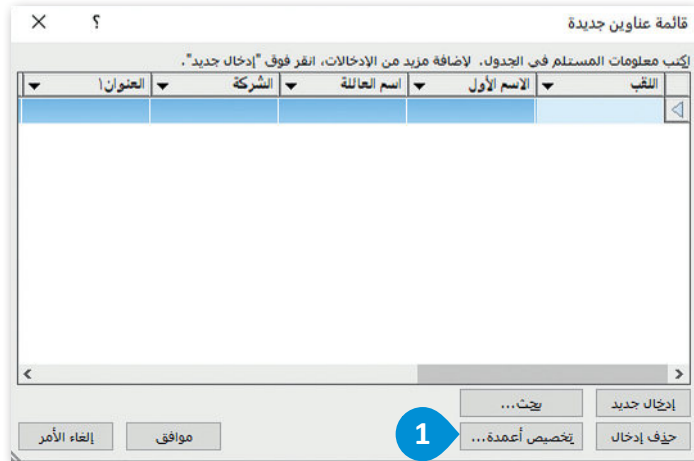 قائمة عناوين جديدة ؟ ×
اكتب معلومات المستلم في الجدول. لإضافة مزيد من الإدخالات، انقر فوق "إدخال جديد".
اللقب الاسم الأول اسم العائلة الشركة العنوان١
إدخال جديد بحث...
حذف إدخال تخصيص أعمدة... 1 موافق إلغاء الأمر